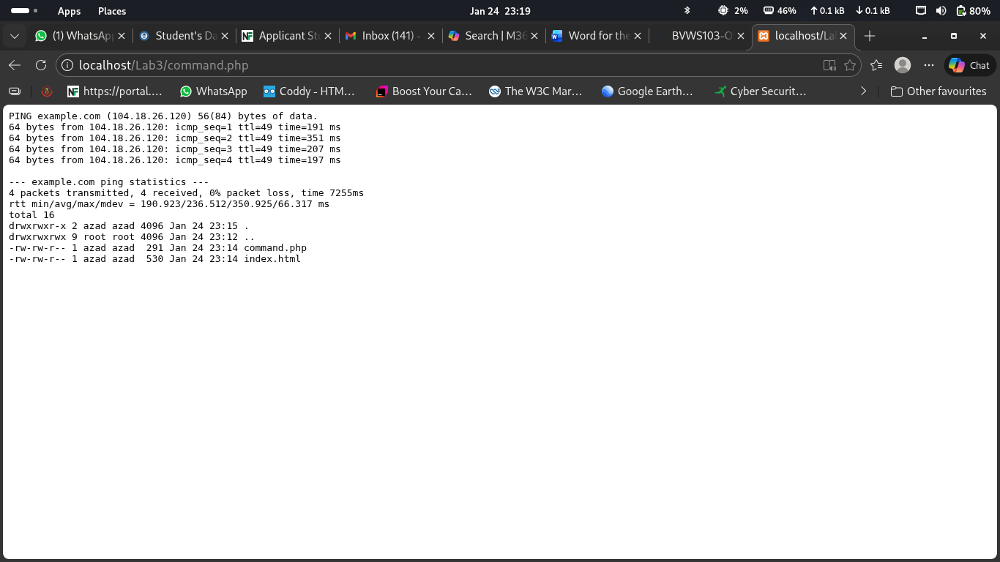 Apps Places Jan 24 23:19 2% 46% 0.1 kB 0.1 kB 80%
(1) WhatsAp Student's Da Applicant Stu Inbox (141) - Search | M36 Word for the BVWS103-O localhost/La
localhost/Lab3/command.php Chat
https://portal.... WhatsApp Coddy - HTM... Boost Your Ca... The W3C Mar... Google Earth... Cyber Securit... Other favourites
PING example.com (104.18.26.120) 56(84) bytes of data.
64 bytes from 104.18.26.120: icmp_seq=1 ttl=49 time=191 ms
64 bytes from 104.18.26.120: icmp_seq=2 ttl=49 time=351 ms
64 bytes from 104.18.26.120: icmp_seq=3 ttl=49 time=207 ms
64 bytes from 104.18.26.120: icmp_seq=4 ttl=49 time=197 ms
--- example.com ping statistics ---
4 packets transmitted, 4 received, 0% packet loss, time 7255ms
rtt min/avg/max/mdev = 190.923/236.512/350.925/66.317 ms
total 16
drwxrwxr-x 2 azad azad 4096 Jan 24 23:15 .
drwxrwxrwx 9 root root 4096 Jan 24 23:12 ..
-rw-rw-r-- 1 azad azad  291 Jan 24 23:14 command.php
-rw-rw-r-- 1 azad azad  530 Jan 24 23:14 index.html